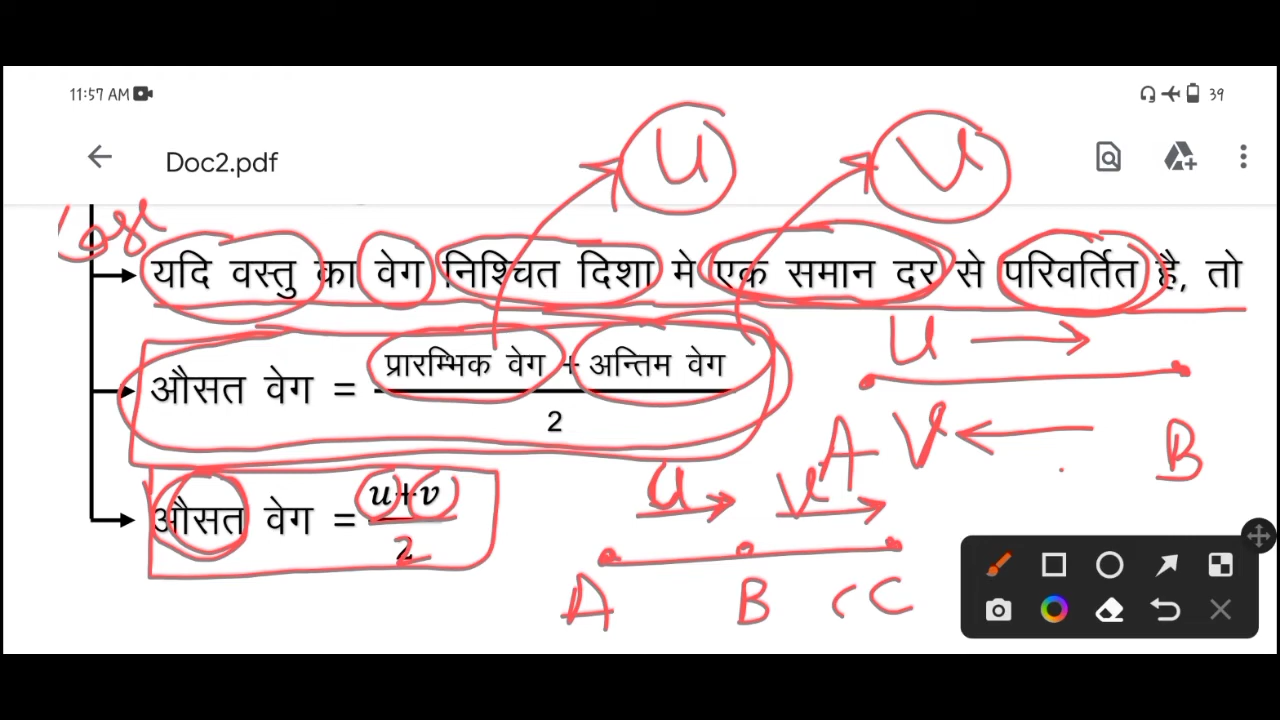 11:57 AM
39
Doc2.pdf
U
V
Case
यदि वस्तु का वेग निश्चित दिशा मे एक समान दर से परिवर्तित है, तो
औसत वेग = प्रारम्भिक वेग + अन्तिम वेग
2
U
A
V
B
औसत वेग = u+v
2
U
V
A
B
C